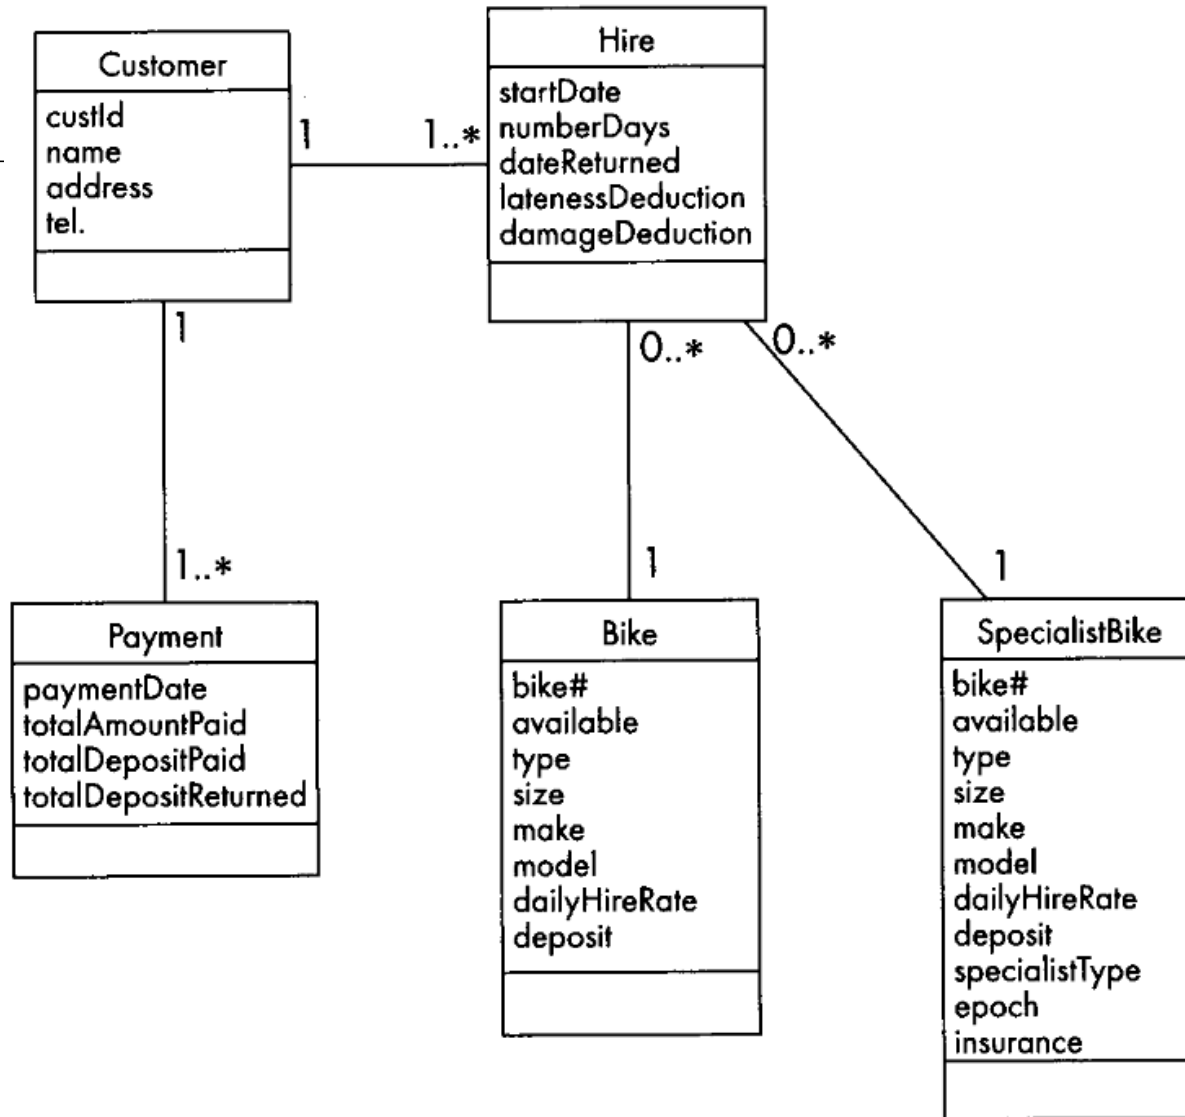 Customer
custId
name
address
tel.
1
1..*
Hire
startDate
numberDays
dateReturned
latenessDeduction
damageDeduction
1
0..*
0..*
1..*
1
1
Payment
paymentDate
totalAmountPaid
totalDepositPaid
totalDepositReturned
Bike
bike#
available
type
size
make
model
dailyHireRate
deposit
SpecialistBike
bike#
available
type
size
make
model
dailyHireRate
deposit
specialistType
epoch
insurance